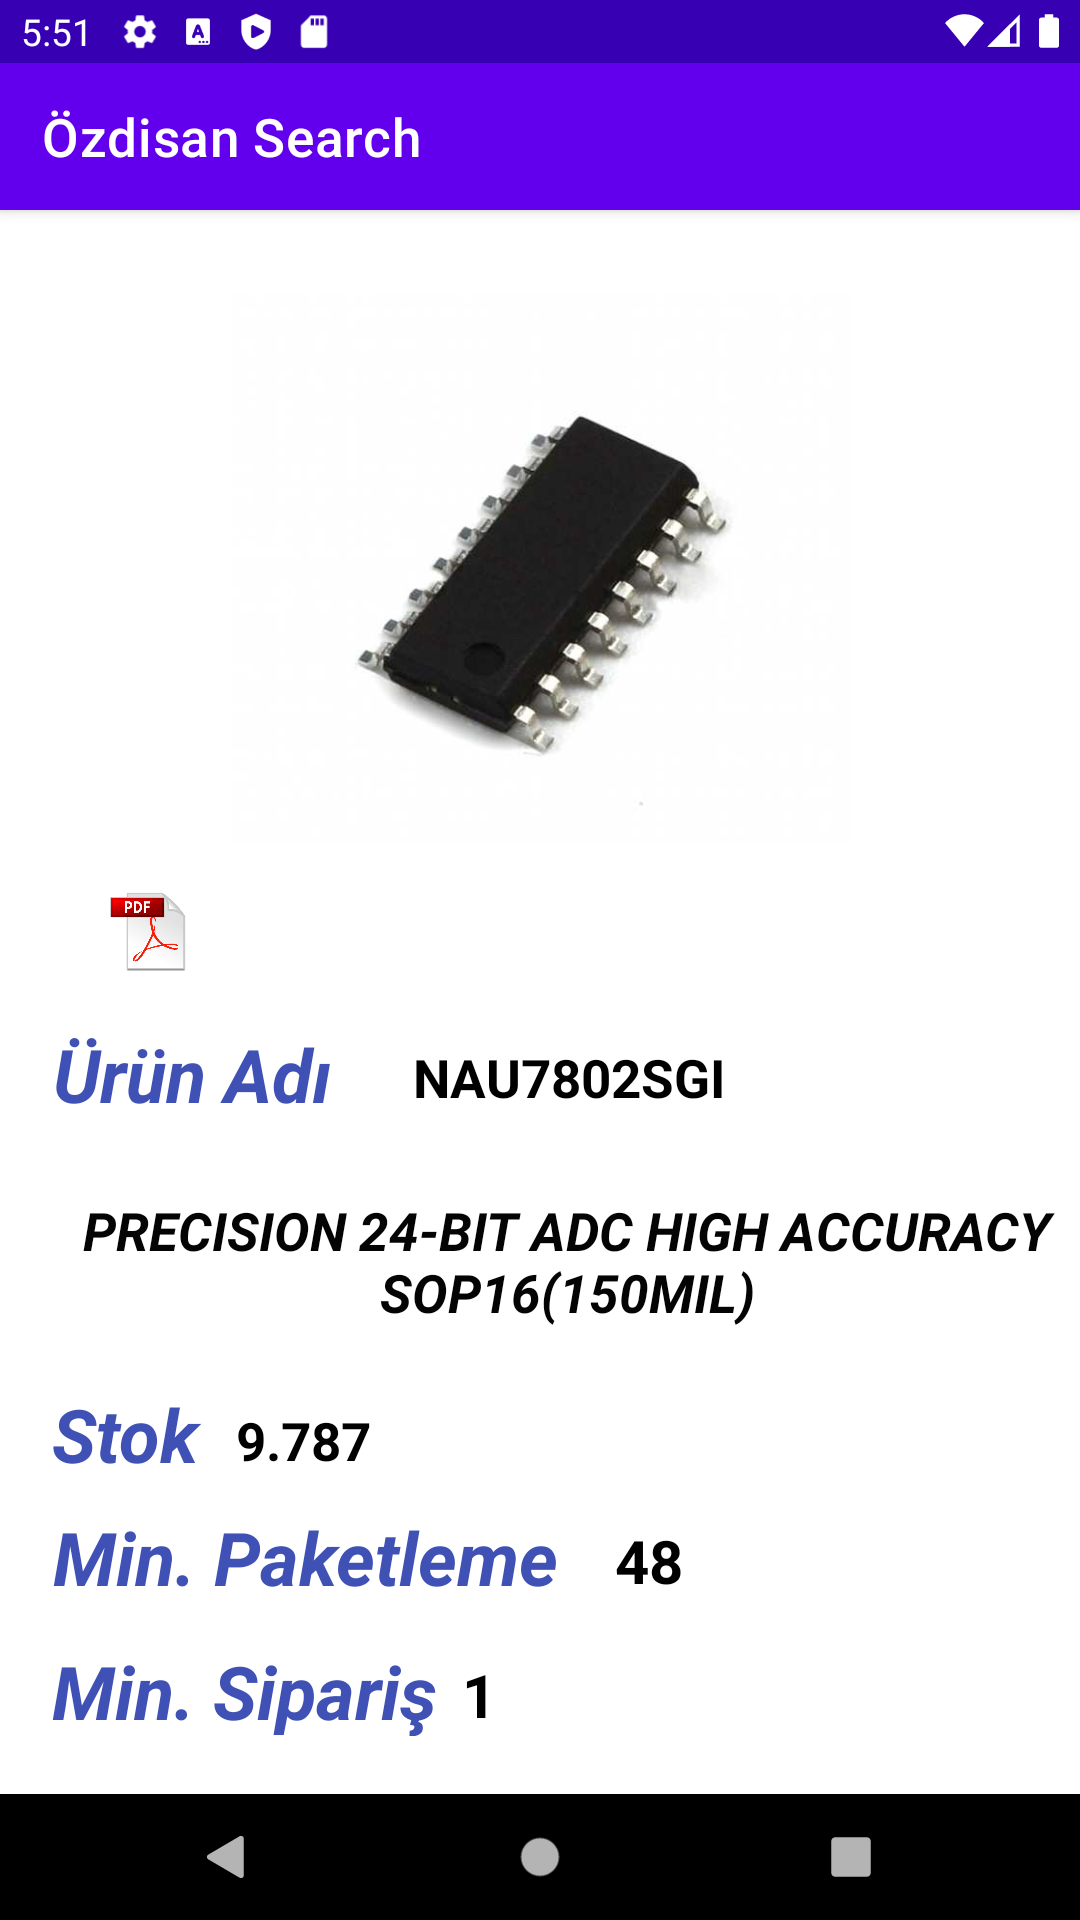 5:51
Özdisan Search
PDF
Ürün Adı NAU7802SGI
PRECISION 24-BIT ADC HIGH ACCURACY
SOP16(150MIL)
Stok 9.787
Min. Paketleme 48
Min. Sipariş 1